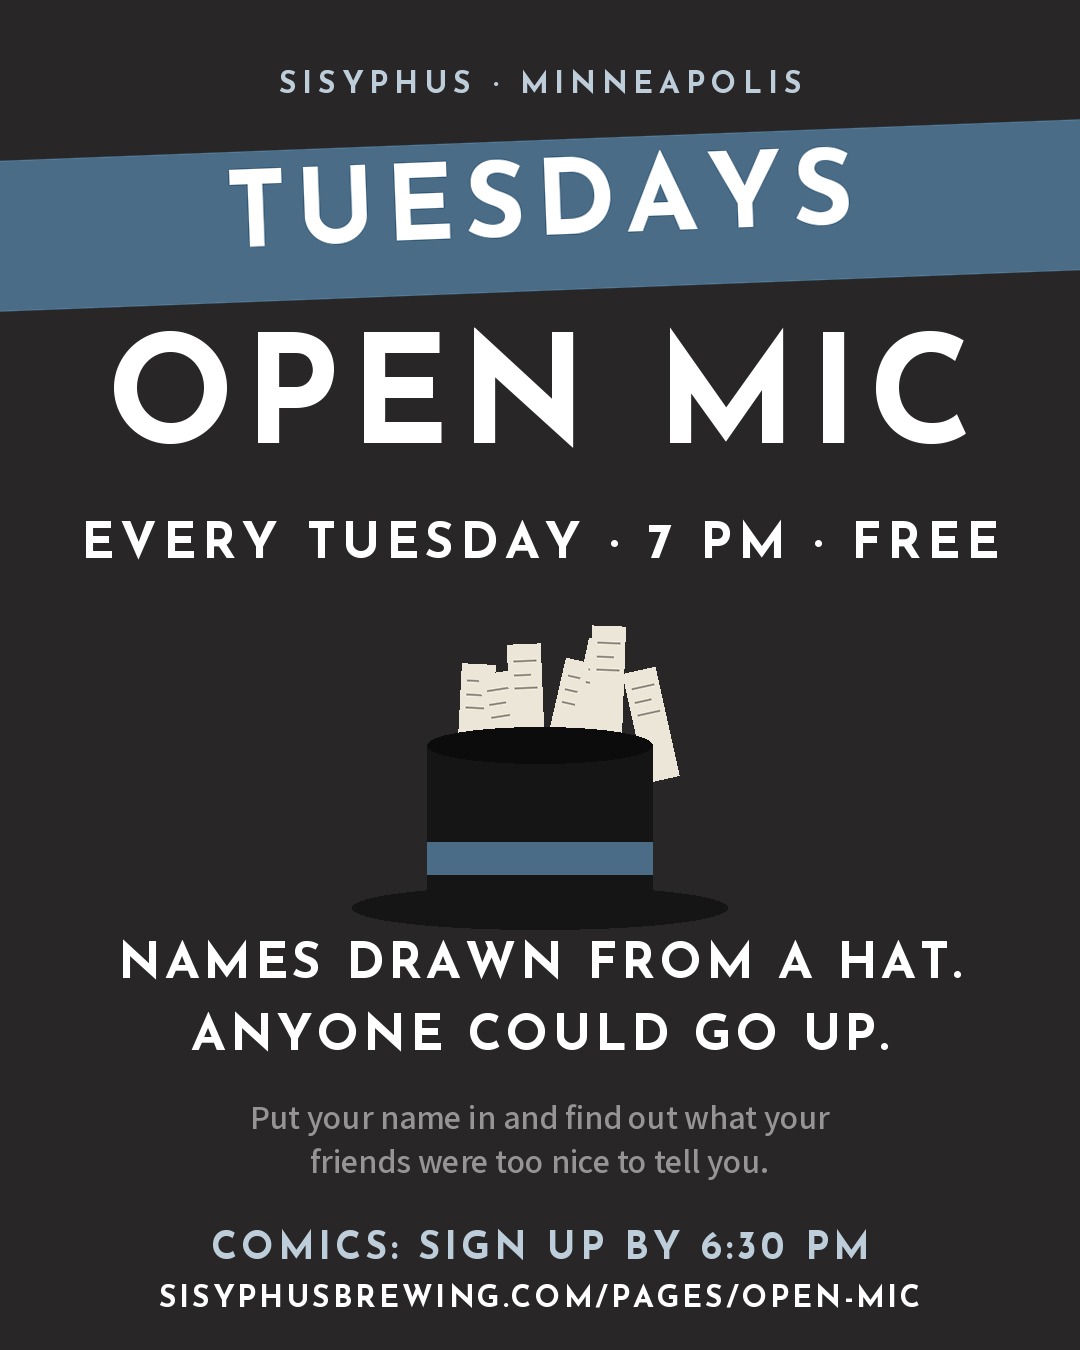 SISYPHUS · MINNEAPOLIS
TUESDAYS
OPEN MIC
EVERY TUESDAY · 7 PM · FREE
NAMES DRAWN FROM A HAT.
ANYONE COULD GO UP.
Put your name in and find out what your
friends were too nice to tell you.
COMICS: SIGN UP BY 6:30 PM
SISYPHUSBREWING.COM/PAGES/OPEN-MIC